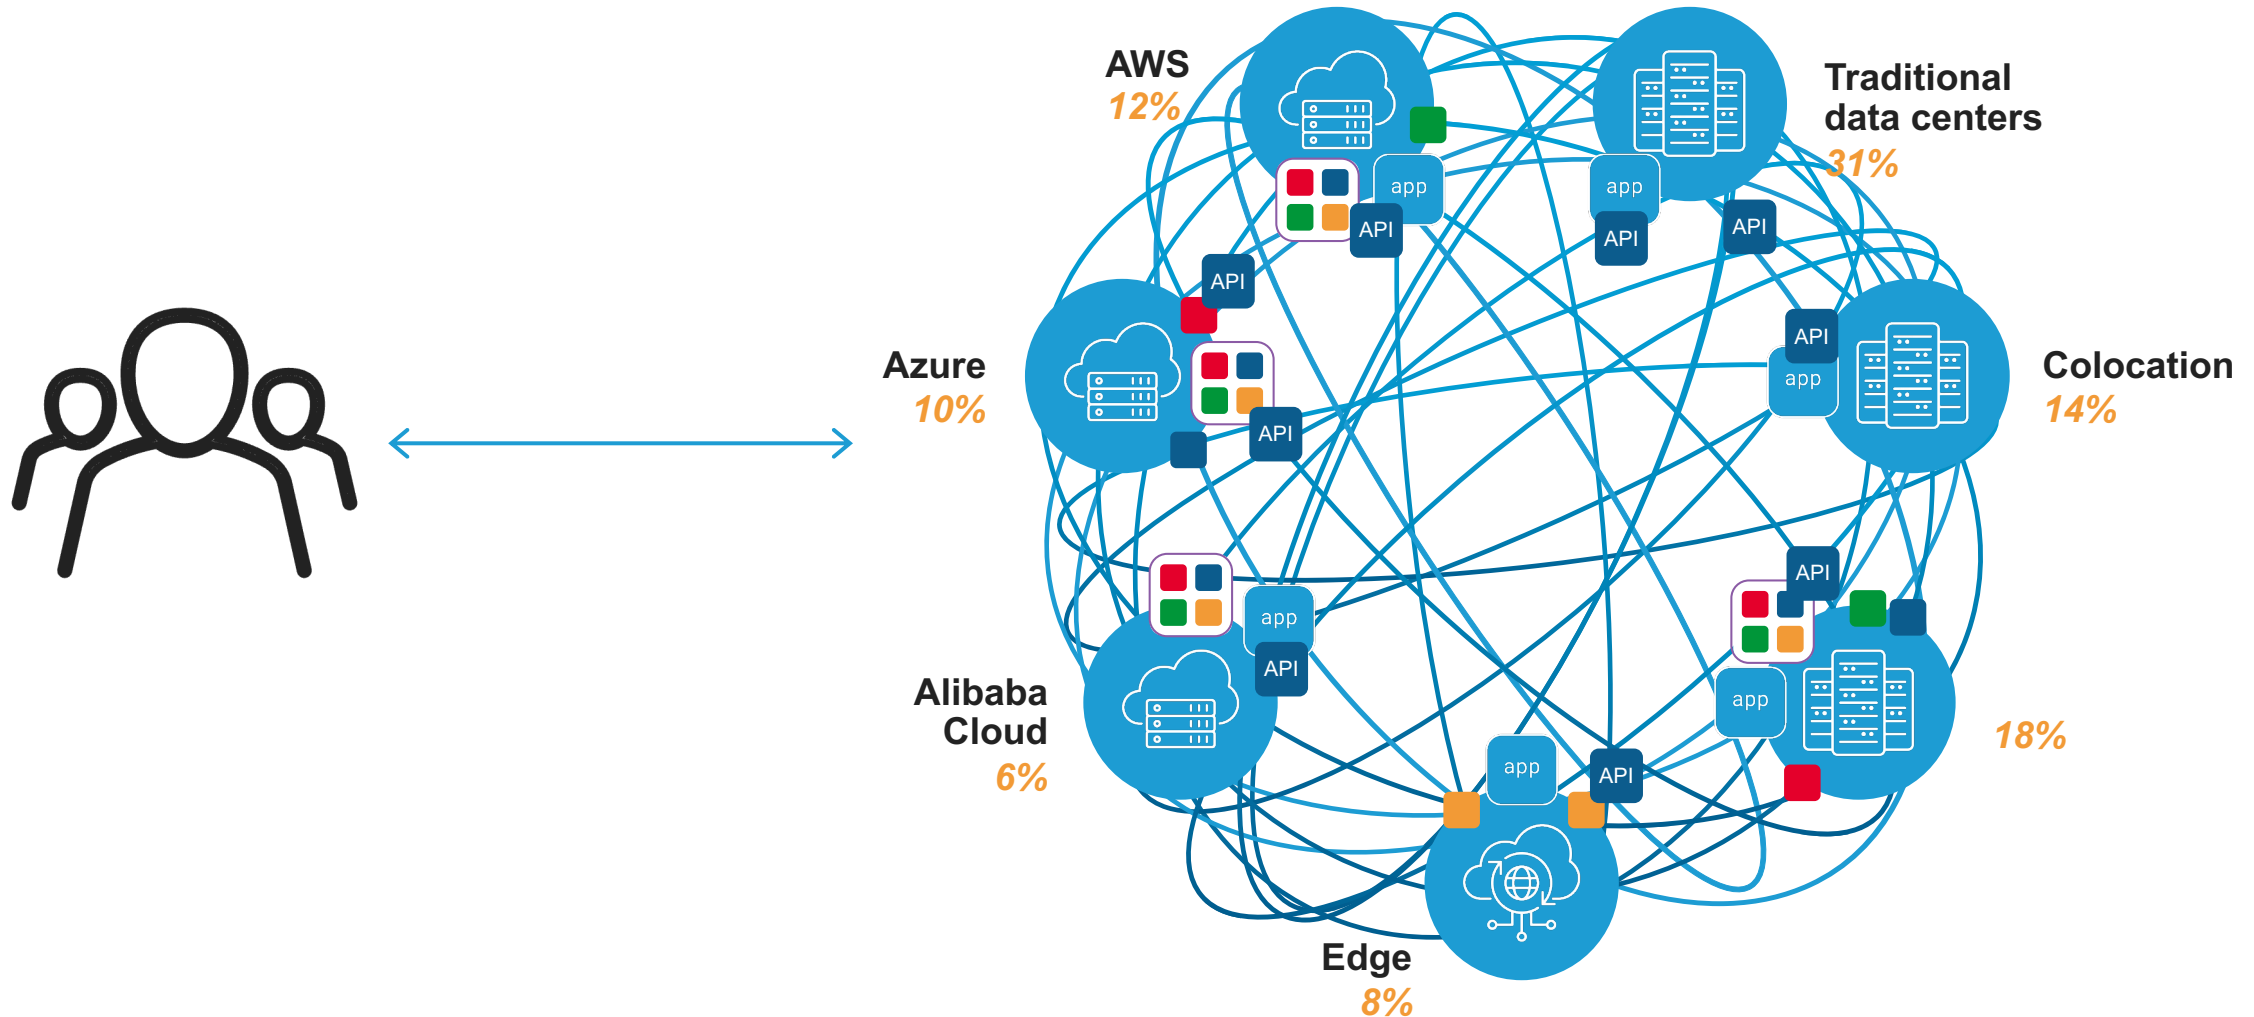 AWS
12%
Traditional
data centers
31%
app
API
app
API
API
API
Azure
10%
API
API
app
Colocation
14%
API
app
API
Alibaba
Cloud
6%
app
API
18%
app
API
Edge
8%